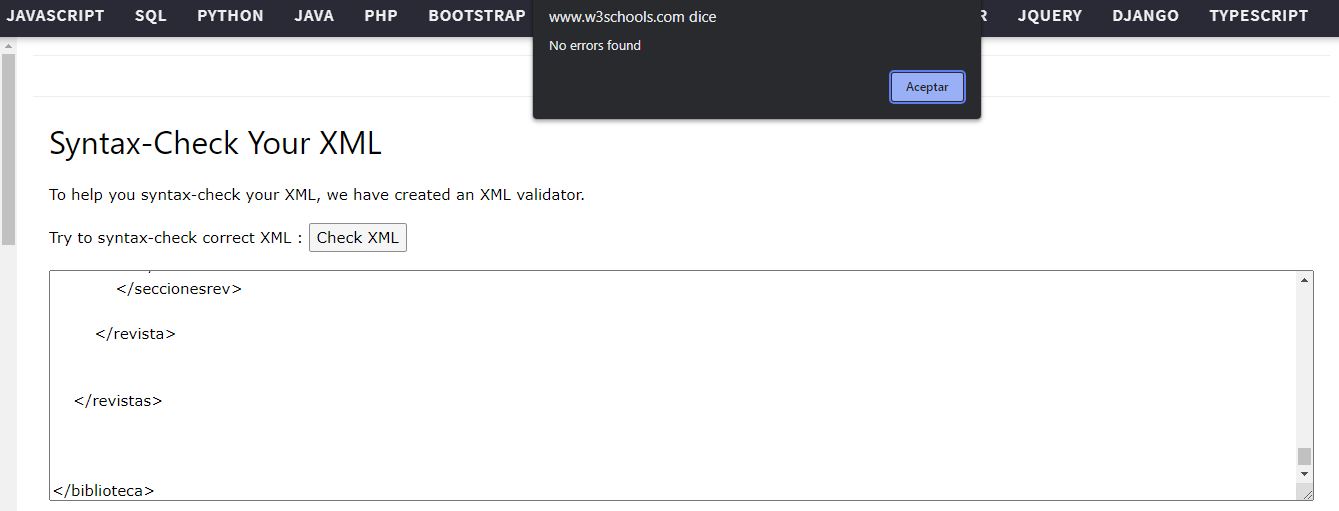 JAVASCRIPT SQL PYTHON JAVA PHP BOOTSTRAP JQUERY DJANGO TYPESCRIPT
www.w3schools.com dice
No errors found
Aceptar
Syntax-Check Your XML
To help you syntax-check your XML, we have created an XML validator.
Try to syntax-check correct XML : Check XML
</seccionesrev>
</revista>
</revistas>
</biblioteca>